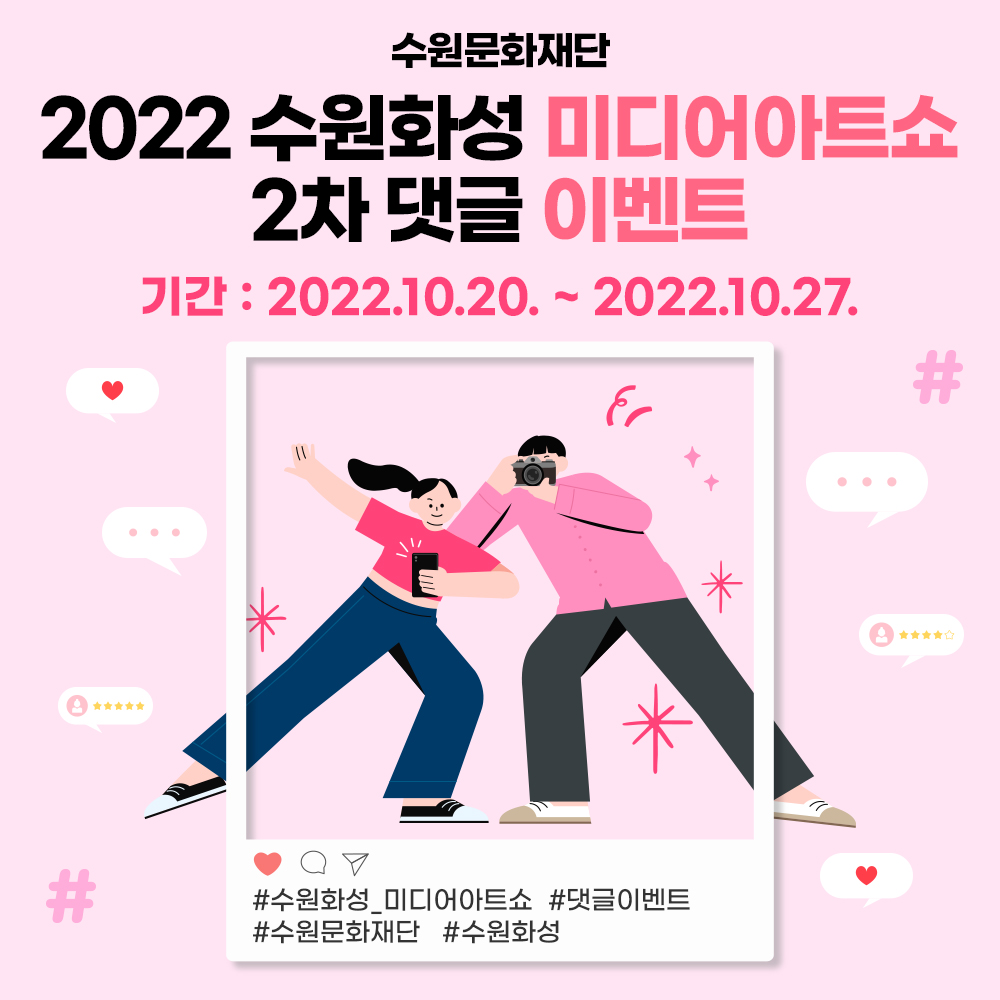 수원문화재단
2022 수원화성 미디어아트쇼
2차 댓글 이벤트
기간 : 2022.10.20. ~ 2022.10.27.
#수원화성_미디어아트쇼 #댓글이벤트
#수원문화재단 #수원화성